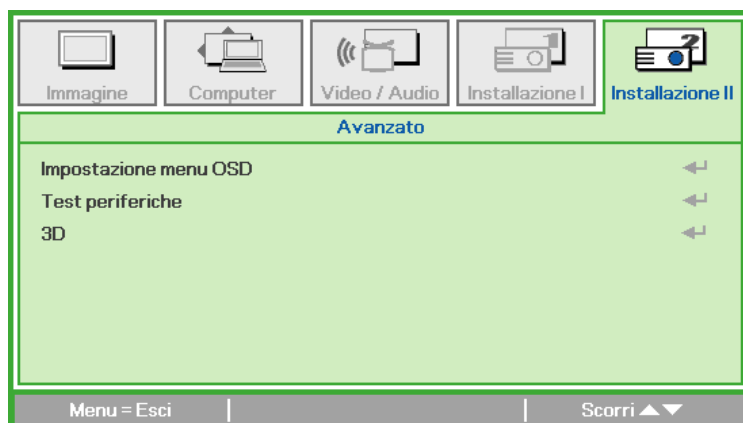 Immagine
Computer
Video / Audio
Installazione I
Installazione II
Avanzato
Impostazione menu OSD
Test periferiche
3D
Menu = Esci
Scorri ▲▼